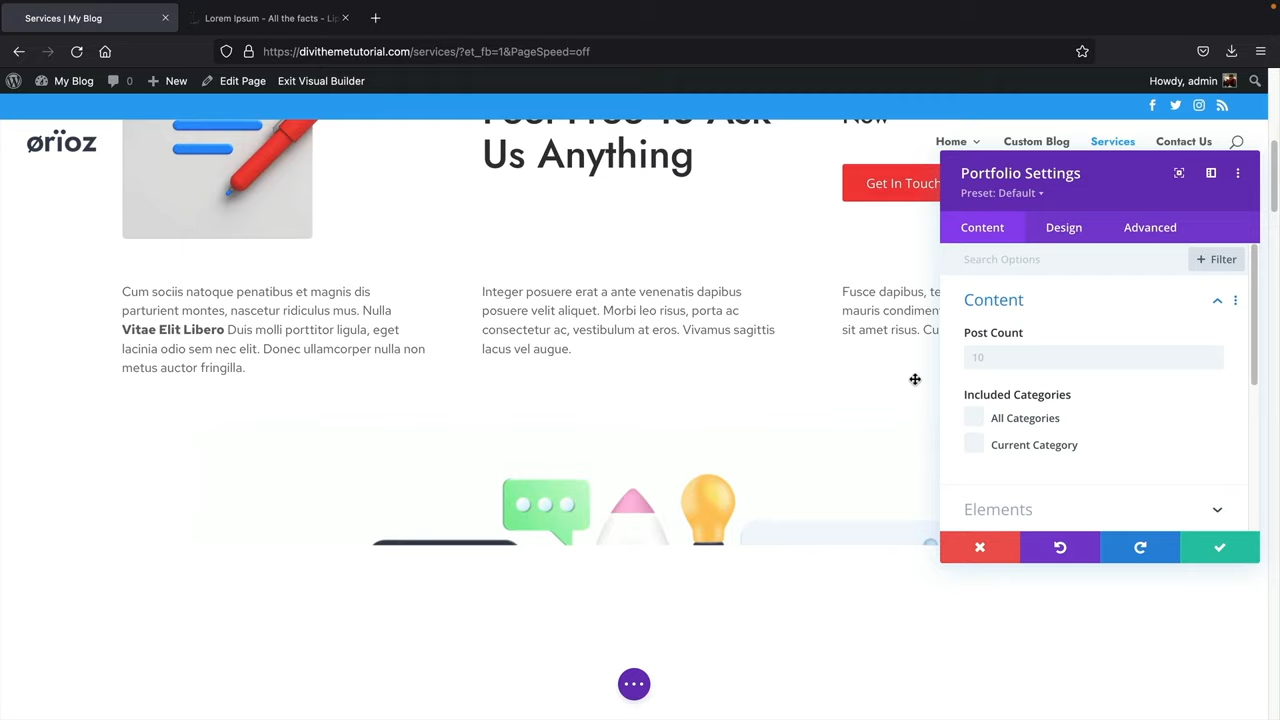 Services | My Blog
Lorem Ipsum - All the facts - Lip
https://divithemetutorial.com/services/?et_fb=1&PageSpeed=off
My Blog 0 New Edit Page Exit Visual Builder Howdy, admin
ørïoz
Home Custom Blog Services Contact Us
Feel Free To Ask
Us Anything
Now
Get In Touch
Portfolio Settings
Preset: Default
Content Design Advanced
Search Options
+ Filter
Content
Post Count
10
Included Categories
All Categories
Current Category
Elements
Cum sociis natoque penatibus et magnis dis
parturient montes, nascetur ridiculus mus. Nulla
Vitae Elit Libero Duis molli porttitor ligula, eget
lacinia odio sem nec elit. Donec ullamcorper nulla non
metus auctor fringilla.
Integer posuere erat a ante venenatis dapibus
posuere velit aliquet. Morbi leo risus, porta ac
consectetur ac, vestibulum at eros. Vivamus sagittis
lacus vel augue.
Fusce dapibus,
mauris
sit amet risus.